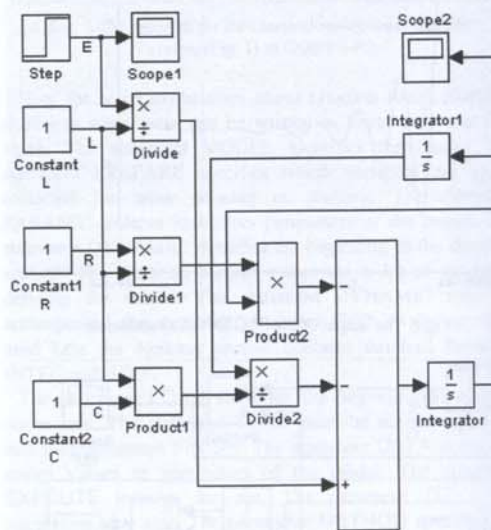 E
Step
Scope1
Scope2
×
÷
1
L
Divide
Constant
L
Integrator1
1
s
1
R
×
÷
Constant1
R
Divide1
×
Product2
−
1
C
×
×
÷
−
1
s
Constant2
C
Product1
Divide2
Integrator
+